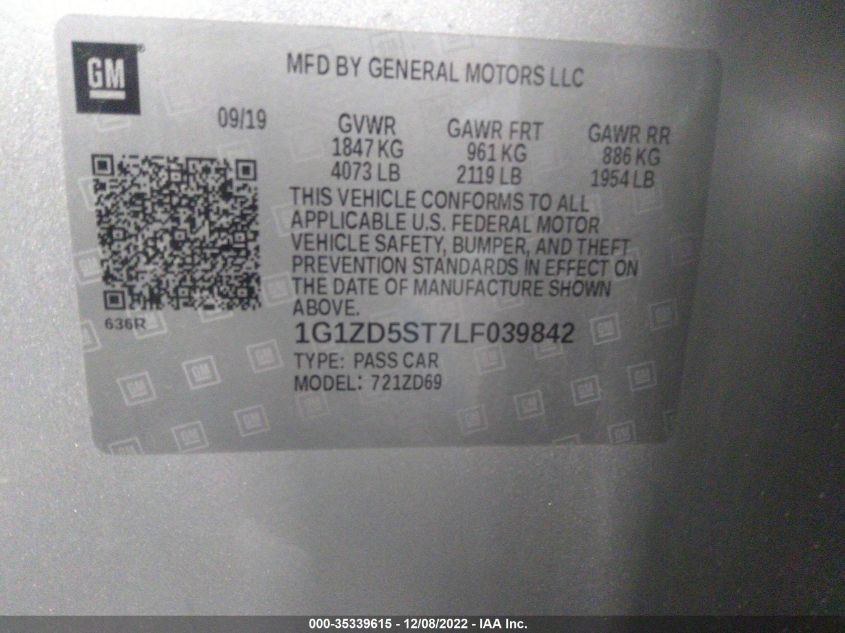 GM
MFD BY GENERAL MOTORS LLC
09/19
GVWR GAWR FRT GAWR RR
1847 KG 961 KG 886 KG
4073 LB 2119 LB 1954 LB
THIS VEHICLE CONFORMS TO ALL
APPLICABLE U.S. FEDERAL MOTOR
VEHICLE SAFETY, BUMPER, AND THEFT
PREVENTION STANDARDS IN EFFECT ON
THE DATE OF MANUFACTURE SHOWN
ABOVE.
636R
1G1ZD5ST7LF039842
TYPE: PASS CAR
MODEL: 721ZD69
000-35339615 - 12/08/2022 - IAA Inc.